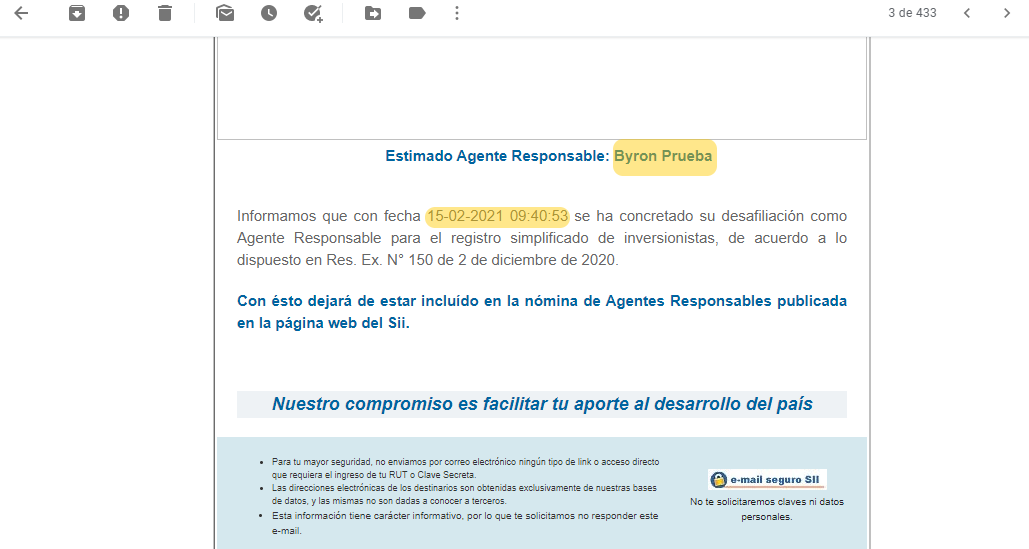 3 de 433
Estimado Agente Responsable: Byron Prueba
Informamos que con fecha 15-02-2021 09:40:53 se ha concretado su desafiliación como
Agente Responsable para el registro simplificado de inversionistas, de acuerdo a lo
dispuesto en Res. Ex. N° 150 de 2 de diciembre de 2020.
Con ésto dejará de estar incluído en la nómina de Agentes Responsables publicada
en la página web del Sii.
Nuestro compromiso es facilitar tu aporte al desarrollo del país
• Para tu mayor seguridad, no enviamos por correo electrónico ningún tipo de link o acceso directo
que requiera el ingreso de tu RUT o Clave Secreta.
• Las direcciones electrónicas de los destinarios son obtenidas exclusivamente de nuestras bases
de datos, y las mismas no son dadas a conocer a terceros.
• Esta información tiene carácter informativo, por lo que te solicitamos no responder este
e-mail.
e-mail seguro SII
No te solicitaremos claves ni datos
personales.